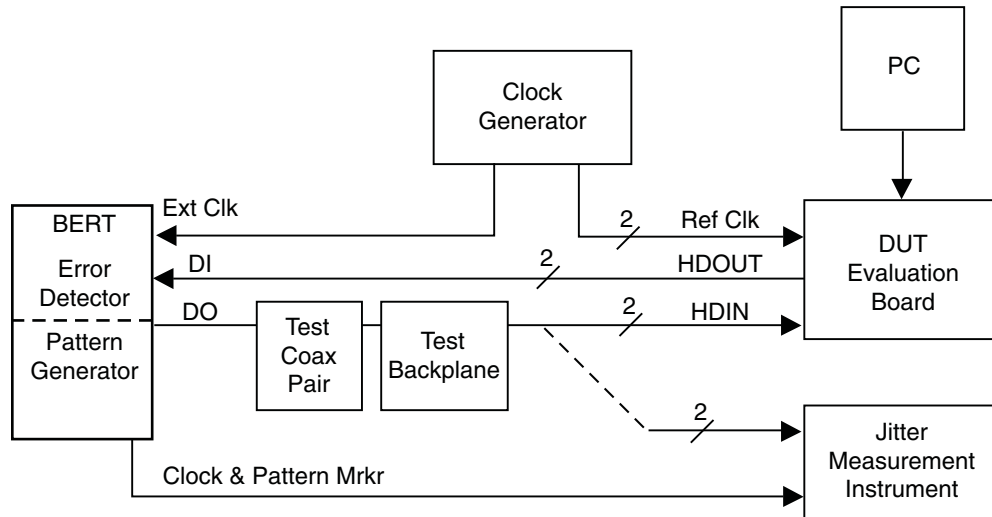 PC
Clock
Generator
Ext Clk
2
Ref Clk
BERT
Error
Detector
Pattern
Generator
DI
2
HDOUT
DUT
Evaluation
Board
DO
Test
Coax
Pair
Test
Backplane
2
HDIN
2
Jitter
Measurement
Instrument
Clock & Pattern Mrkr